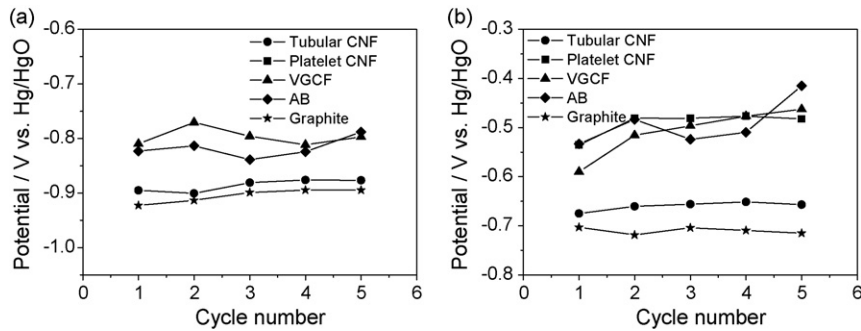 (a)
-0.6
-0.7
-0.8
-0.9
-1.0
Potential / V vs. Hg/HgO
Tubular CNF
Platelet CNF
VGCF
AB
Graphite
0 1 2 3 4 5 6
Cycle number
(b)
-0.3
-0.4
-0.5
-0.6
-0.7
-0.8
Potential / V vs. Hg/HgO
Tubular CNF
Platelet CNF
VGCF
AB
Graphite
0 1 2 3 4 5 6
Cycle number